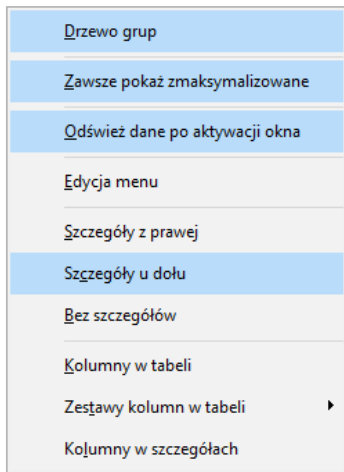 Drzewo grup
Zawsze pokaż zmaksymalizowane
Odśwież dane po aktywacji okna
Edycja menu
Szczegóły z prawej
Szczegóły u dołu
Bez szczegółów
Kolumny w tabeli
Zestawy kolumn w tabeli
Kolumny w szczegółach